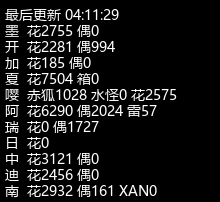 最后更新 04:11:29
墨 花2755 偶0
开 花2281 偶994
加 花185 偶0
夏 花7504 箱0
嘤 赤狐1028 水怪0 花2575
阿 花6290 偶2024 雷57
瑞 花0 偶1727
日 花0
中 花3121 偶0
迪 花2456 偶0
南 花2932 偶161 XAN0